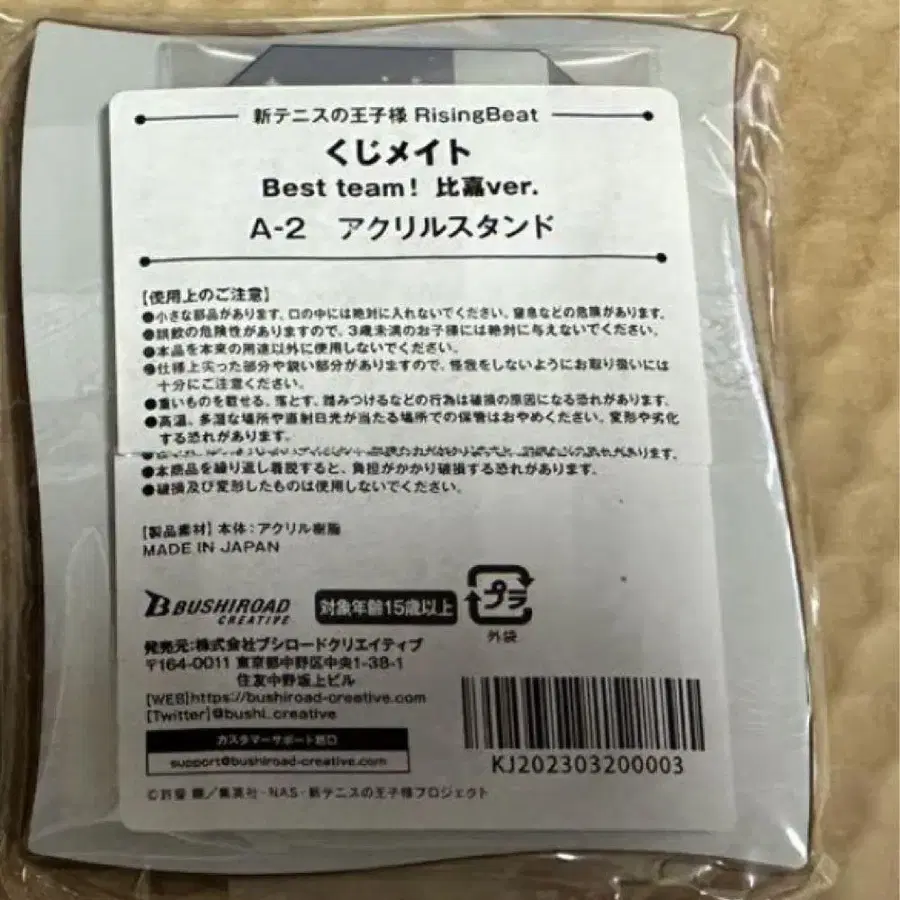 新テニスの王子様 RisingBeat
くじメイト
Best team! 比嘉ver.
A-2 アクリルスタンド
【使用上のご注意】
●小さな部品があります。口の中には絶対に入れないでください。窒息などの危険があります。
●誤飲の危険性がありますので、3歳未満のお子様には絶対に与えないでください。
●本品を本来の用途以外に使用しないでください。
●仕様上尖った部分や鋭い部分がありますので、怪我をしないようにお取り扱いには
十分にご注意ください。
●重いものを載せる、落とす、踏みつけるなどの行為は破損の原因になる恐れがあります。
●高温、多湿な場所や直射日光が当たる場所での保管はおやめください。変形や劣化
する恐れがあります。
●本商品を繰り返し着脱すると、負担がかかり破損する恐れがあります。
●破損及び変形したものは使用しないでください。
【製品素材】本体：アクリル樹脂
MADE IN JAPAN
BUSHIROAD
CREATIVE
対象年齢15歳以上
プラ
外袋
発売元:株式会社ブシロードクリエイティブ
〒164-0011 東京都中野区中央1-38-1
住友中野坂上ビル
[WEB]https://bushiroad-creative.com
[Twitter]@bushi_creative
カスタマーサポート窓口
support@bushiroad-creative.com
KJ202303200003
©許斐 剛／集英社・NAS・新テニスの王子様プロジェクト